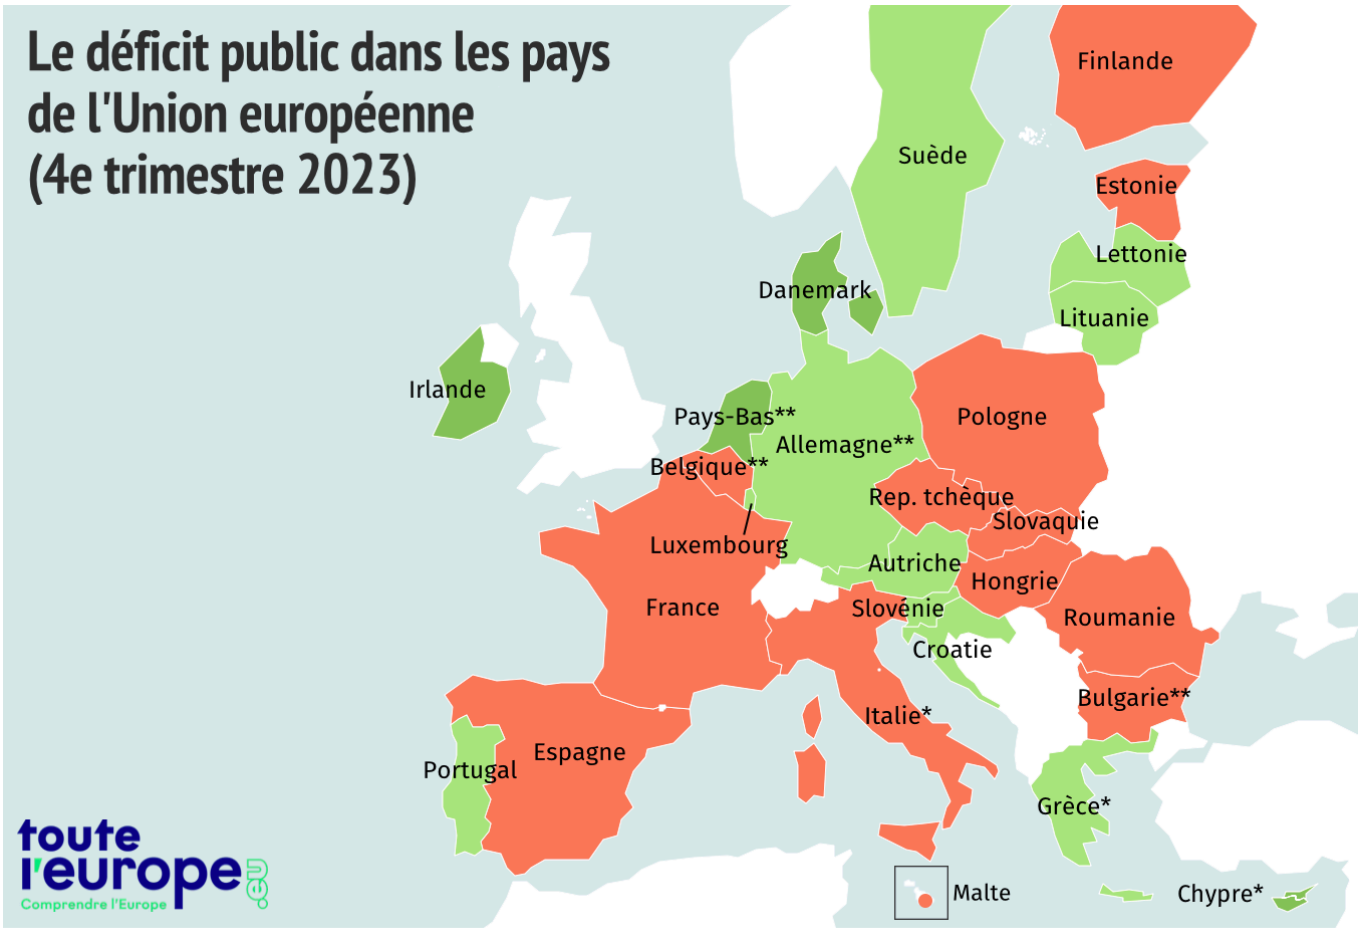 Le déficit public dans les pays
de l'Union européenne
(4e trimestre 2023)
Finlande
Suède
Estonie
Lettonie
Danemark
Lituanie
Irlande
Pays-Bas**
Pologne
Allemagne**
Belgique**
Rep. tchèque
Slovaquie
Luxembourg
Autriche
Hongrie
France
Slovénie
Roumanie
Croatie
Bulgarie**
Italie*
Espagne
Portugal
Grèce*
toute
l'europe.eu
Comprendre l'Europe
Malte
Chypre*